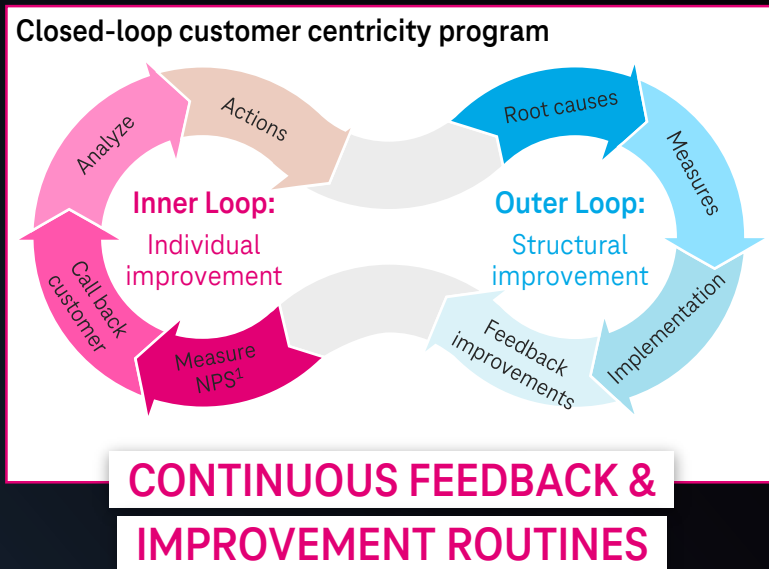 Closed-loop customer centricity program
Analyze
Actions
Inner Loop:
Individual
improvement
Call back
customer
Measure
NPS¹
Root causes
Measures
Outer Loop:
Structural
improvement
Implementation
Feedback
improvements
CONTINUOUS FEEDBACK &
IMPROVEMENT ROUTINES